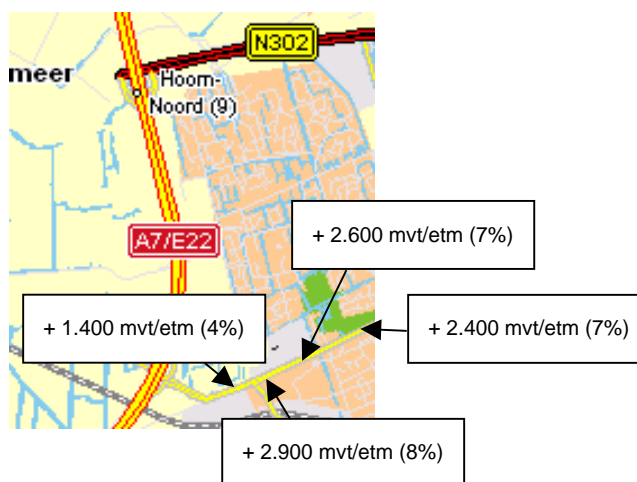 N302
meer
Hoorn-
Noord (9)
A7/E22
+ 2.600 mvt/etm (7%)
+ 1.400 mvt/etm (4%)
+ 2.400 mvt/etm (7%)
+ 2.900 mvt/etm (8%)